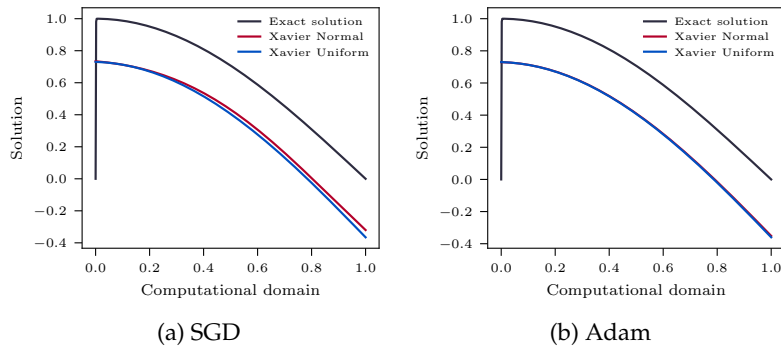 Exact solution
Xavier Normal
Xavier Uniform
1.0
0.8
0.6
0.4
0.2
0.0
−0.2
−0.4
Solution
0.0 0.2 0.4 0.6 0.8 1.0
Computational domain
(a) SGD
Exact solution
Xavier Normal
Xavier Uniform
1.0
0.8
0.6
0.4
0.2
0.0
−0.2
−0.4
Solution
0.0 0.2 0.4 0.6 0.8 1.0
Computational domain
(b) Adam